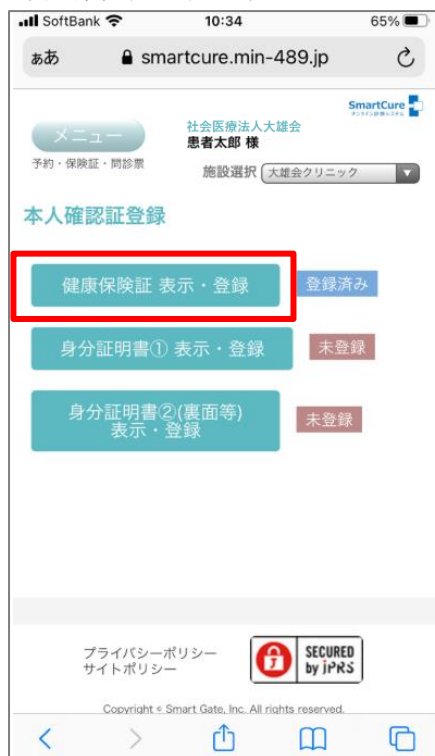 SoftBank 10:34 65%
ぁあ smartcure.min-489.jp
SmartCure
社会医療法人大雄会
メニュー
患者太郎 様
予約・保険証・問診票
施設選択 大雄会クリニック
本人確認証登録
健康保険証 表示・登録 登録済み
身分証明書① 表示・登録 未登録
身分証明書②(裏面等)
表示・登録 未登録
プライバシーポリシー
サイトポリシー
SECURED
by JPRS
Copyright © Smart Gate, Inc. All rights reserved.